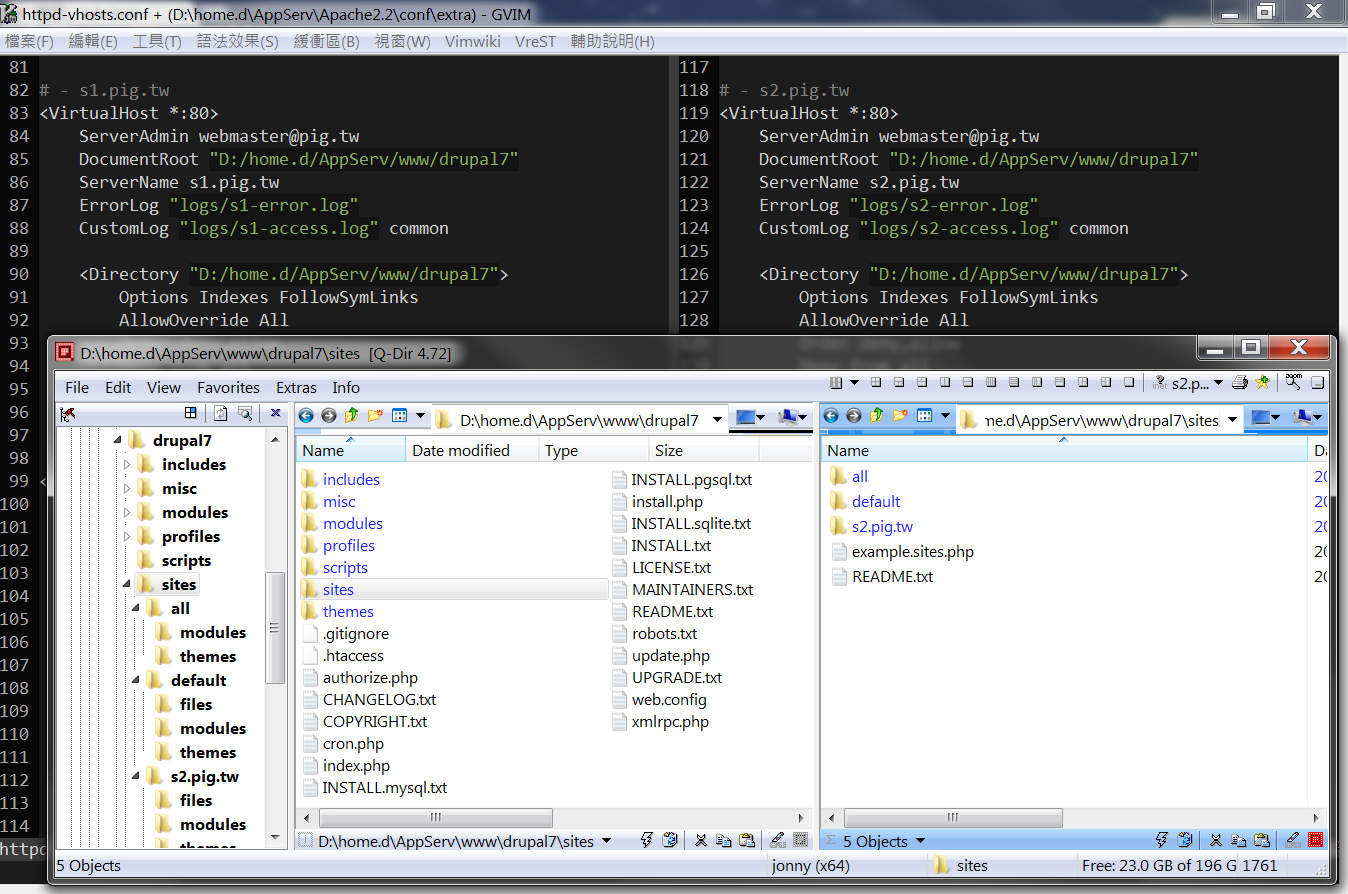 httpd-vhosts.conf + (D:\home.d\AppServ\Apache2.2\conf\extra) - GVIM
檔案(F) 編輯(E) 工具(T) 語法效果(S) 緩衝區(B) 視窗(W) Vimwiki VreST 輔助說明(H)
81
82 # - s1.pig.tw
83 <VirtualHost *:80>
84 ServerAdmin webmaster@pig.tw
85 DocumentRoot "D:/home.d/AppServ/www/drupal7"
86 ServerName s1.pig.tw
87 ErrorLog "logs/s1-error.log"
88 CustomLog "logs/s1-access.log" common
89
90 <Directory "D:/home.d/AppServ/www/drupal7">
91 Options Indexes FollowSymLinks
92 AllowOverride All
93
94
95
96
97
98
99 <
100
101
102
103
104
105
106
107
108
109
110
111
112
113
114
httpd
117
118 # - s2.pig.tw
119 <VirtualHost *:80>
120 ServerAdmin webmaster@pig.tw
121 DocumentRoot "D:/home.d/AppServ/www/drupal7"
122 ServerName s2.pig.tw
123 ErrorLog "logs/s2-error.log"
124 CustomLog "logs/s2-access.log" common
125
126 <Directory "D:/home.d/AppServ/www/drupal7">
127 Options Indexes FollowSymLinks
128 AllowOverride All
D:\home.d\AppServ\www\drupal7\sites [Q-Dir 4.72]
File Edit View Favorites Extras Info
s2.p...
drupal7
includes
misc
modules
profiles
scripts
sites
all
modules
themes
default
files
modules
themes
s2.pig.tw
files
modules
themes
D:\home.d\AppServ\www\drupal7
Name Date modified Type Size
includes
misc
modules
profiles
scripts
sites
themes
.gitignore
.htaccess
authorize.php
CHANGELOG.txt
COPYRIGHT.txt
cron.php
index.php
INSTALL.mysql.txt
INSTALL.pgsql.txt
install.php
INSTALL.sqlite.txt
INSTALL.txt
LICENSE.txt
MAINTAINERS.txt
README.txt
robots.txt
update.php
UPGRADE.txt
web.config
xmlrpc.php
D:\home.d\AppServ\www\drupal7\sites
me.d\AppServ\www\drupal7\sites
Name Da
all 20
default 20
s2.pig.tw 20
example.sites.php 20
README.txt 20
5 Objects
5 Objects jonny (x64) sites Free: 23.0 GB of 196 G 1761